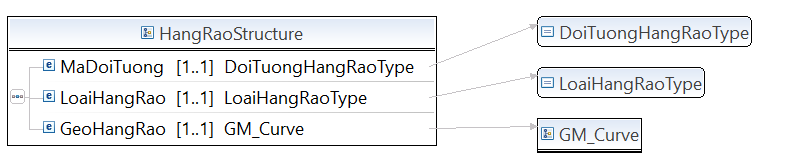 HangRaoStructure
MaDoiTuong [1..1] DoiTuongHangRaoType
LoaiHangRao [1..1] LoaiHangRaoType
GeoHangRao [1..1] GM_Curve
DoiTuongHangRaoType
LoaiHangRaoType
GM_Curve